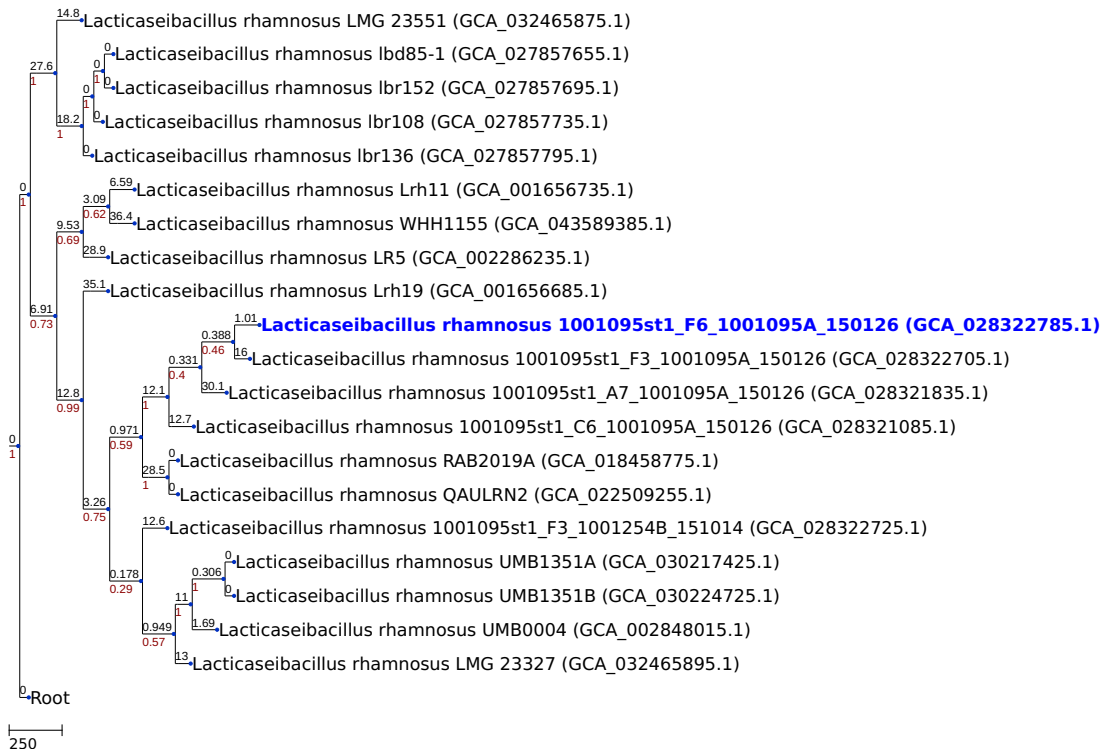 14.8 Lacticaseibacillus rhamnosus LMG 23551 (GCA_032465875.1)
0 Lacticaseibacillus rhamnosus lbd85-1 (GCA_027857655.1)
27.6 0
1 1
0 Lacticaseibacillus rhamnosus lbr152 (GCA_027857695.1)
0
1
18.2 0 Lacticaseibacillus rhamnosus lbr108 (GCA_027857735.1)
1
0 Lacticaseibacillus rhamnosus lbr136 (GCA_027857795.1)
0 6.59 Lacticaseibacillus rhamnosus Lrh11 (GCA_001656735.1)
1
3.09
0.62
9.53 36.4 Lacticaseibacillus rhamnosus WHH1155 (GCA_043589385.1)
0.69
28.9 Lacticaseibacillus rhamnosus LR5 (GCA_002286235.1)
35.1 Lacticaseibacillus rhamnosus Lrh19 (GCA_001656685.1)
6.91
0.73
1.01 Lacticaseibacillus rhamnosus 1001095st1_F6_1001095A_150126 (GCA_028322785.1)
0.388
0.46
16 Lacticaseibacillus rhamnosus 1001095st1_F3_1001095A_150126 (GCA_028322705.1)
0.331
0.4
12.8 12.1 30.1 Lacticaseibacillus rhamnosus 1001095st1_A7_1001095A_150126 (GCA_028321835.1)
0.99 1
12.7 Lacticaseibacillus rhamnosus 1001095st1_C6_1001095A_150126 (GCA_028321085.1)
0.971
0.59
0 Lacticaseibacillus rhamnosus RAB2019A (GCA_018458775.1)
28.5
1
0 Lacticaseibacillus rhamnosus QAULRN2 (GCA_022509255.1)
0
1
3.26
0.75
12.6 Lacticaseibacillus rhamnosus 1001095st1_F3_1001254B_151014 (GCA_028322725.1)
0 Lacticaseibacillus rhamnosus UMB1351A (GCA_030217425.1)
0.178 0.306
0.29 1
0 Lacticaseibacillus rhamnosus UMB1351B (GCA_030224725.1)
11
1
0.949 1.69 Lacticaseibacillus rhamnosus UMB0004 (GCA_002848015.1)
0.57
13 Lacticaseibacillus rhamnosus LMG 23327 (GCA_032465895.1)
0 Root
250